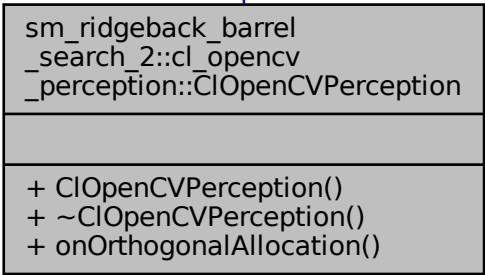 sm_ridgeback_barrel
_search_2::cl_opencv
_perception::ClOpenCVPerception
+ ClOpenCVPerception()
+ ~ClOpenCVPerception()
+ onOrthogonalAllocation()